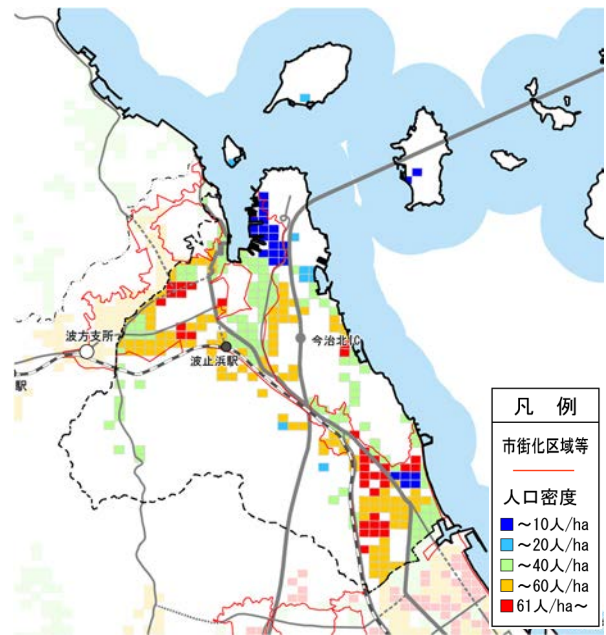 波方支所
駅
波止浜駅
今治北IC
凡 例
市街化区域等
人口密度
～10人/ha
～20人/ha
～40人/ha
～60人/ha
61人/ha～